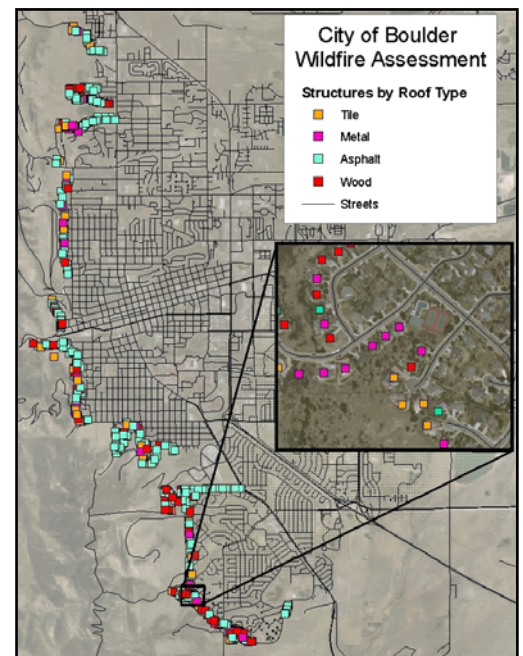 City of Boulder
Wildfire Assessment
Structures by Roof Type
Tile
Metal
Asphalt
Wood
Streets